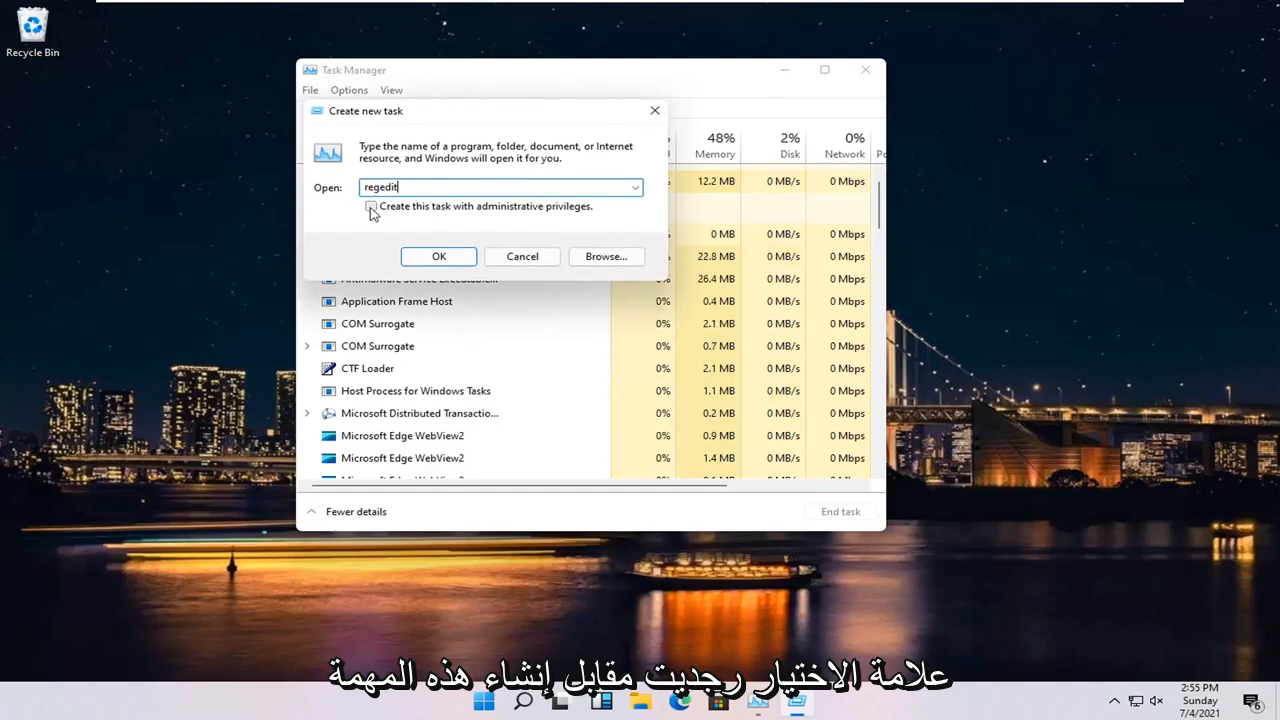 Recycle Bin
Task Manager
File Options View
Create new task
Type the name of a program, folder, document, or Internet
resource, and Windows will open it for you.
Open: regedit
Create this task with administrative privileges.
OK Cancel Browse...
48% 2% 0%
Memory Disk Network
12.2 MB 0 MB/s 0 Mbps
0 MB 0 MB/s 0 Mbps
22.8 MB 0 MB/s 0 Mbps
26.4 MB 0 MB/s 0 Mbps
Application Frame Host 0% 0.4 MB 0 MB/s 0 Mbps
COM Surrogate 0% 2.1 MB 0 MB/s 0 Mbps
COM Surrogate 0% 0.7 MB 0 MB/s 0 Mbps
CTF Loader 0% 2.1 MB 0 MB/s 0 Mbps
Host Process for Windows Tasks 0% 1.1 MB 0 MB/s 0 Mbps
Microsoft Distributed Transactio... 0% 0.2 MB 0 MB/s 0 Mbps
Microsoft Edge WebView2 0% 0.9 MB 0 MB/s 0 Mbps
Microsoft Edge WebView2 0% 1.4 MB 0 MB/s 0 Mbps
Fewer details End task
علامة الاختيار رجديت مقابل إنشاء هذه المهمة
2:55 PM
Sunday
7/4/2021
6